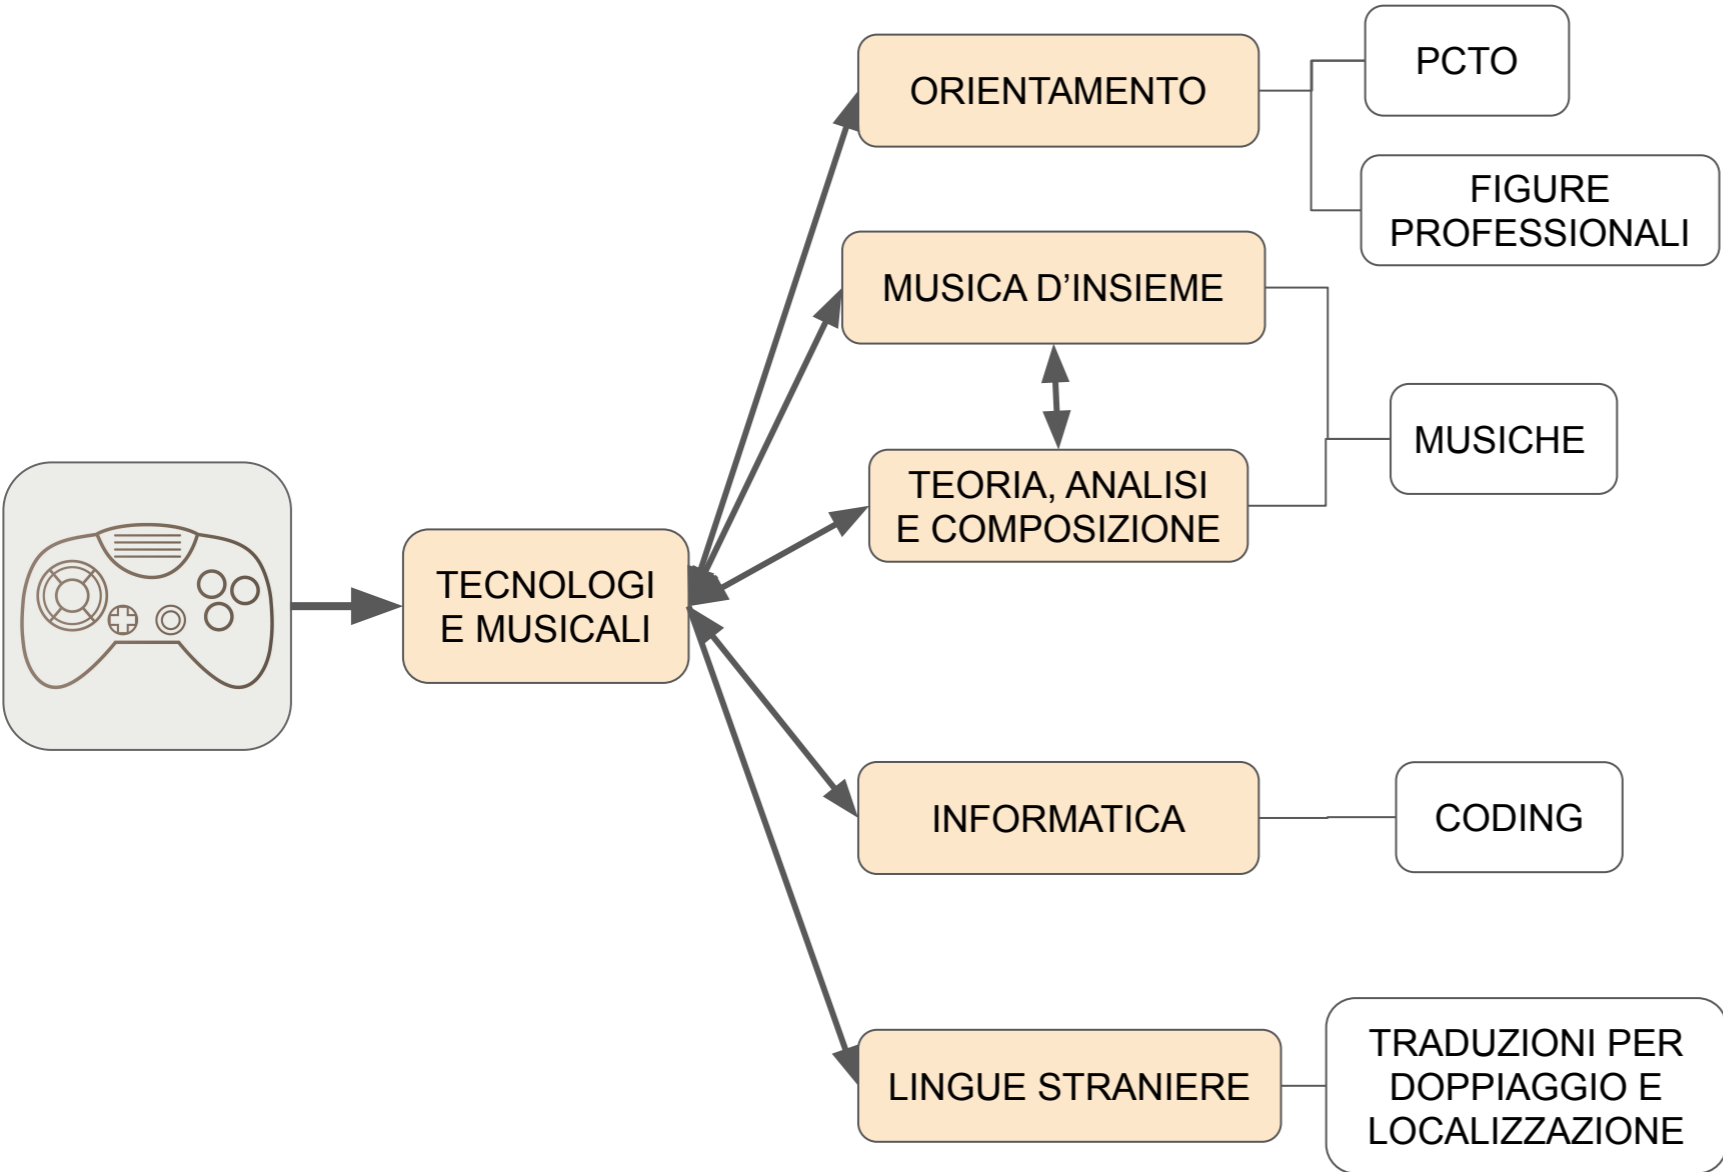 ORIENTAMENTO
PCTO
FIGURE
PROFESSIONALI
MUSICA D’INSIEME
MUSICHE
TEORIA, ANALISI
E COMPOSIZIONE
TECNOLOGI
E MUSICALI
INFORMATICA
CODING
LINGUE STRANIERE
TRADUZIONI PER
DOPPIAGGIO E
LOCALIZZAZIONE